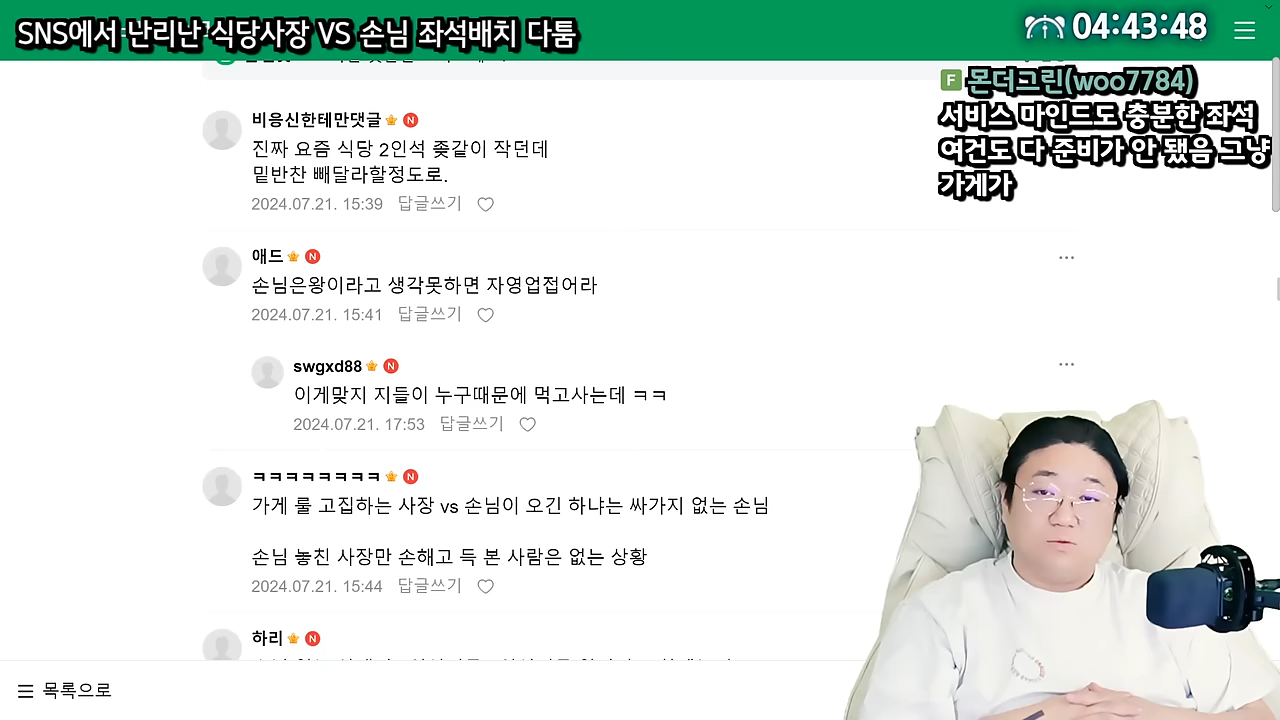 SNS에서 난리난 식당사장 VS 손님 좌석배치 다툼
04:43:48
F 몬더그린(woo7784)
서비스 마인드도 충분한 좌석
여건도 다 준비가 안 됐음 그냥
가게가
비응신한테만댓글 N
진짜 요즘 식당 2인석 좆같이 작던데
밑반찬 빼달라할정도로.
2024.07.21. 15:39 답글쓰기
애드 N
손님은왕이라고 생각못하면 자영업접어라
2024.07.21. 15:41 답글쓰기
swgxd88 N
이게맞지 지들이 누구때문에 먹고사는데 ㅋㅋ
2024.07.21. 17:53 답글쓰기
ㅋㅋㅋㅋㅋㅋㅋㅋ N
가게 룰 고집하는 사장 vs 손님이 오긴 하냐는 싸가지 없는 손님
손님 놓친 사장만 손해고 득 본 사람은 없는 상황
2024.07.21. 15:44 답글쓰기
하리 N
목록으로